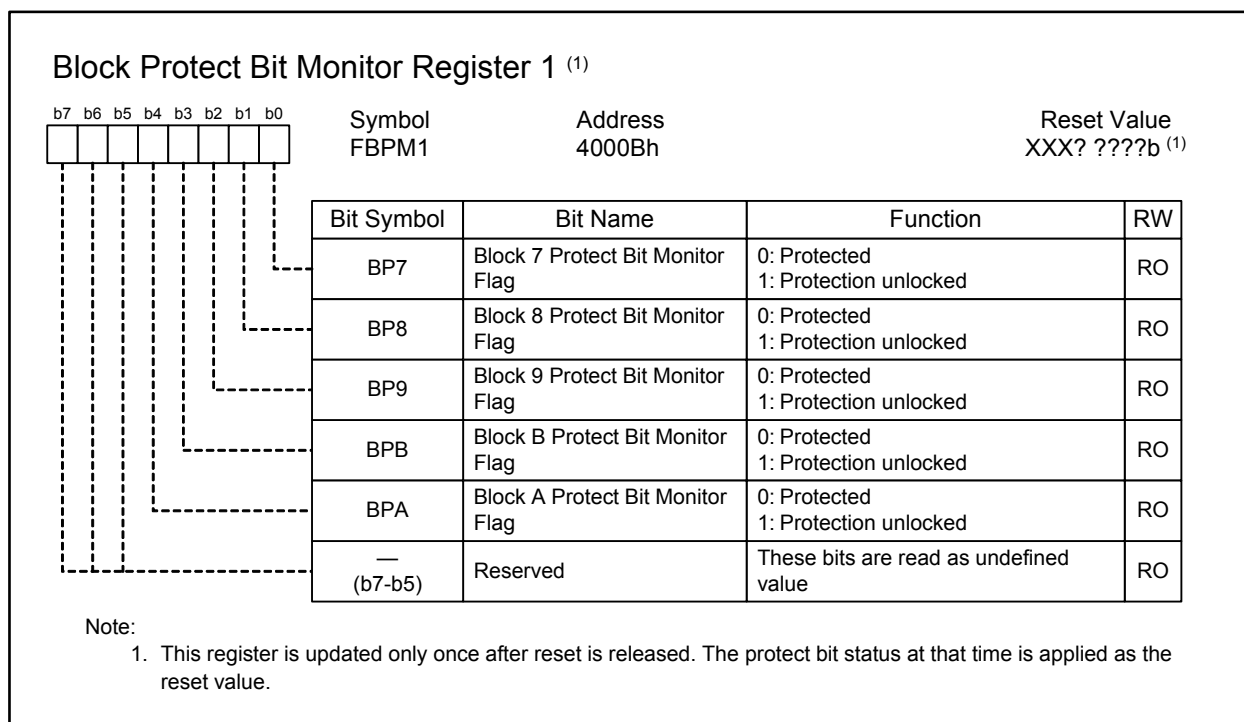 Block Protect Bit Monitor Register 1 (1)
b7 b6 b5 b4 b3 b2 b1 b0
Symbol Address Reset Value
FBPM1 4000Bh XXX? ????b (1)
Bit Symbol Bit Name Function RW
BP7 Block 7 Protect Bit Monitor Flag 0: Protected 1: Protection unlocked RO
BP8 Block 8 Protect Bit Monitor Flag 0: Protected 1: Protection unlocked RO
BP9 Block 9 Protect Bit Monitor Flag 0: Protected 1: Protection unlocked RO
BPB Block B Protect Bit Monitor Flag 0: Protected 1: Protection unlocked RO
BPA Block A Protect Bit Monitor Flag 0: Protected 1: Protection unlocked RO
— (b7-b5) Reserved These bits are read as undefined value RO
Note:
1. This register is updated only once after reset is released. The protect bit status at that time is applied as the
reset value.